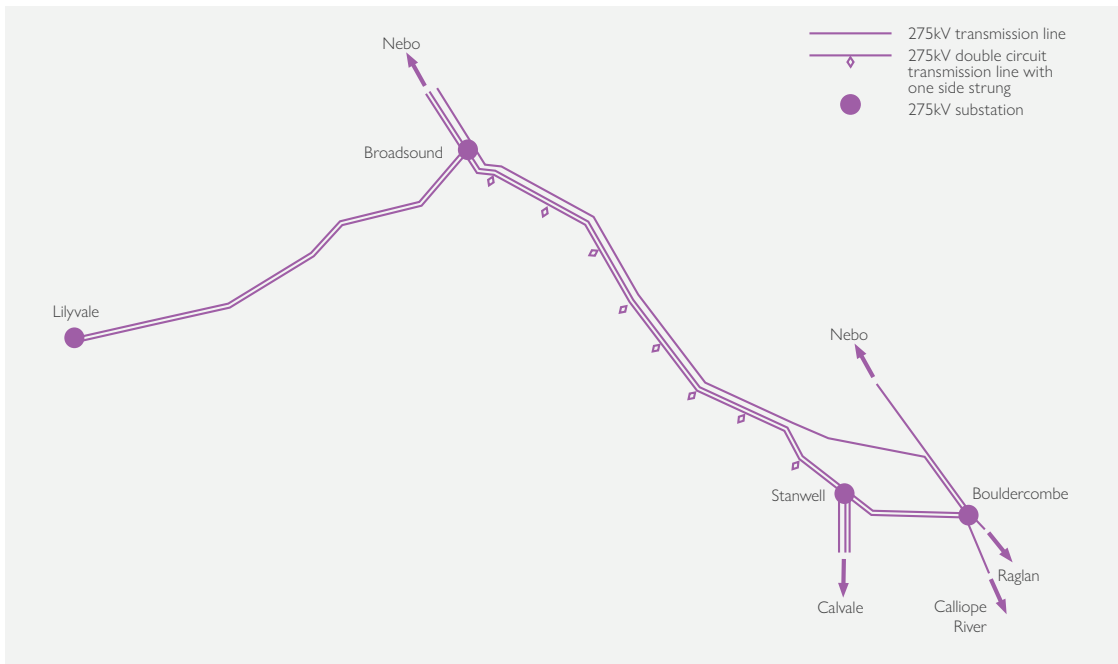 Nebo
275kV transmission line
275kV double circuit
transmission line with
one side strung
275kV substation
Broadsound
Lilyvale
Nebo
Stanwell
Bouldercombe
Raglan
Calvale
Calliope
River